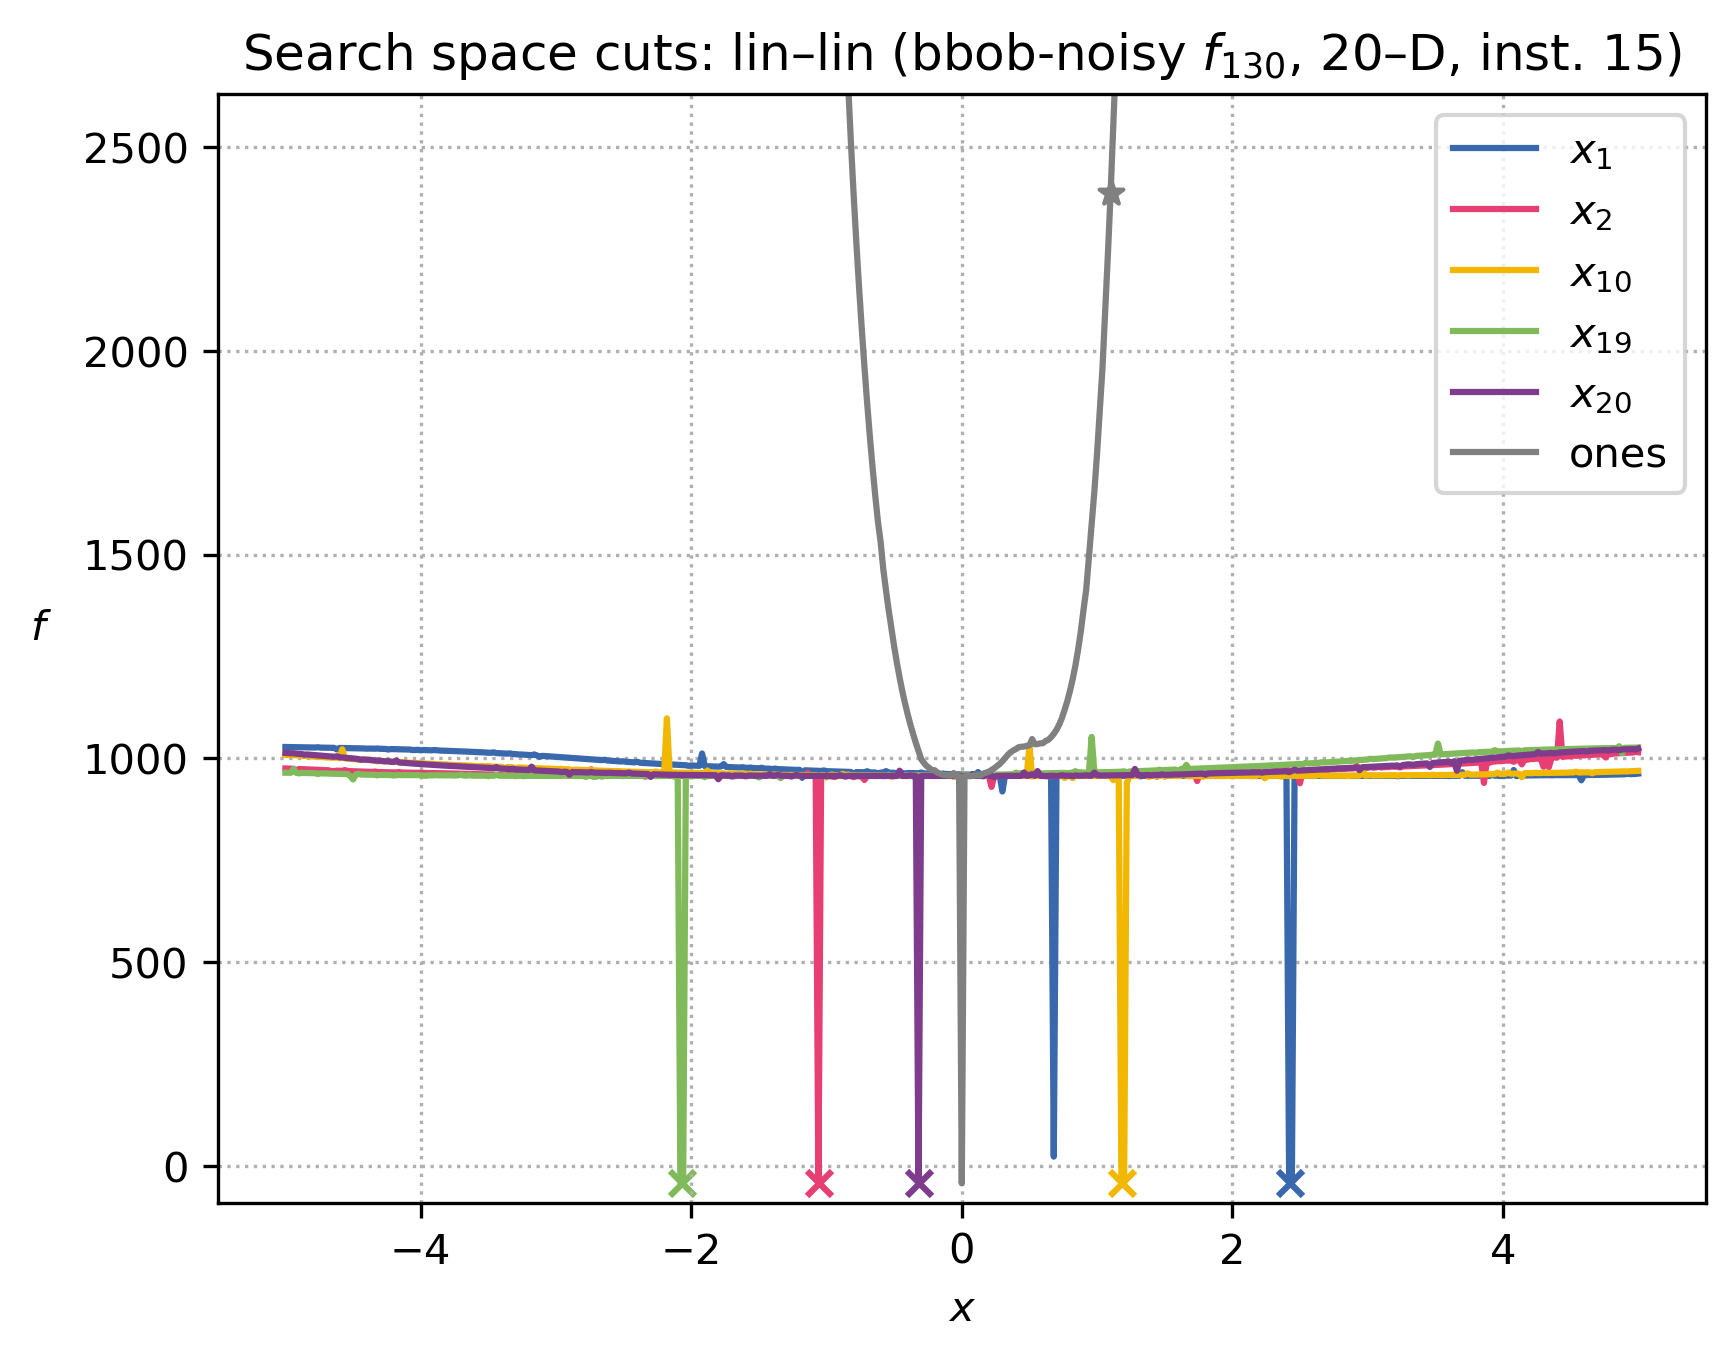 Search space cuts: lin–lin (bbob-noisy f₁₃₀, 20–D, inst. 15)
2500
2000
1500
1000
500
0
f
−4 −2 0 2 4
x
x₁
x₂
x₁₀
x₁₉
x₂₀
ones